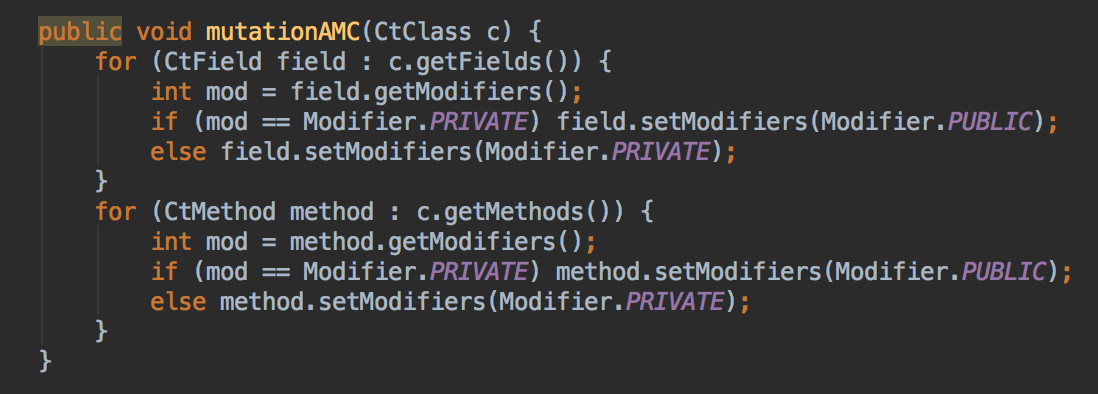 public void mutationAMC(CtClass c) {
    for (CtField field : c.getFields()) {
        int mod = field.getModifiers();
        if (mod == Modifier.PRIVATE) field.setModifiers(Modifier.PUBLIC);
        else field.setModifiers(Modifier.PRIVATE);
    }
    for (CtMethod method : c.getMethods()) {
        int mod = method.getModifiers();
        if (mod == Modifier.PRIVATE) method.setModifiers(Modifier.PUBLIC);
        else method.setModifiers(Modifier.PRIVATE);
    }
}